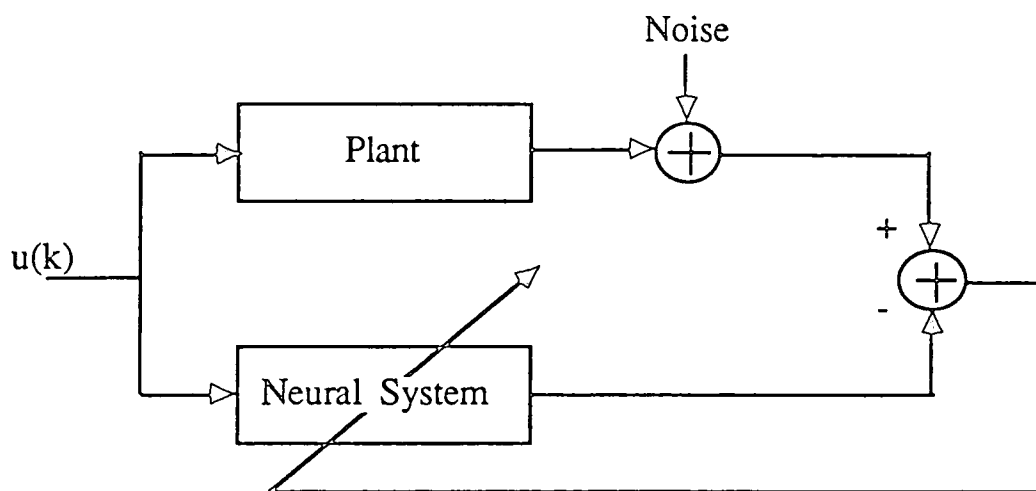 Noise
Plant
u(k)
+
-
Neural System